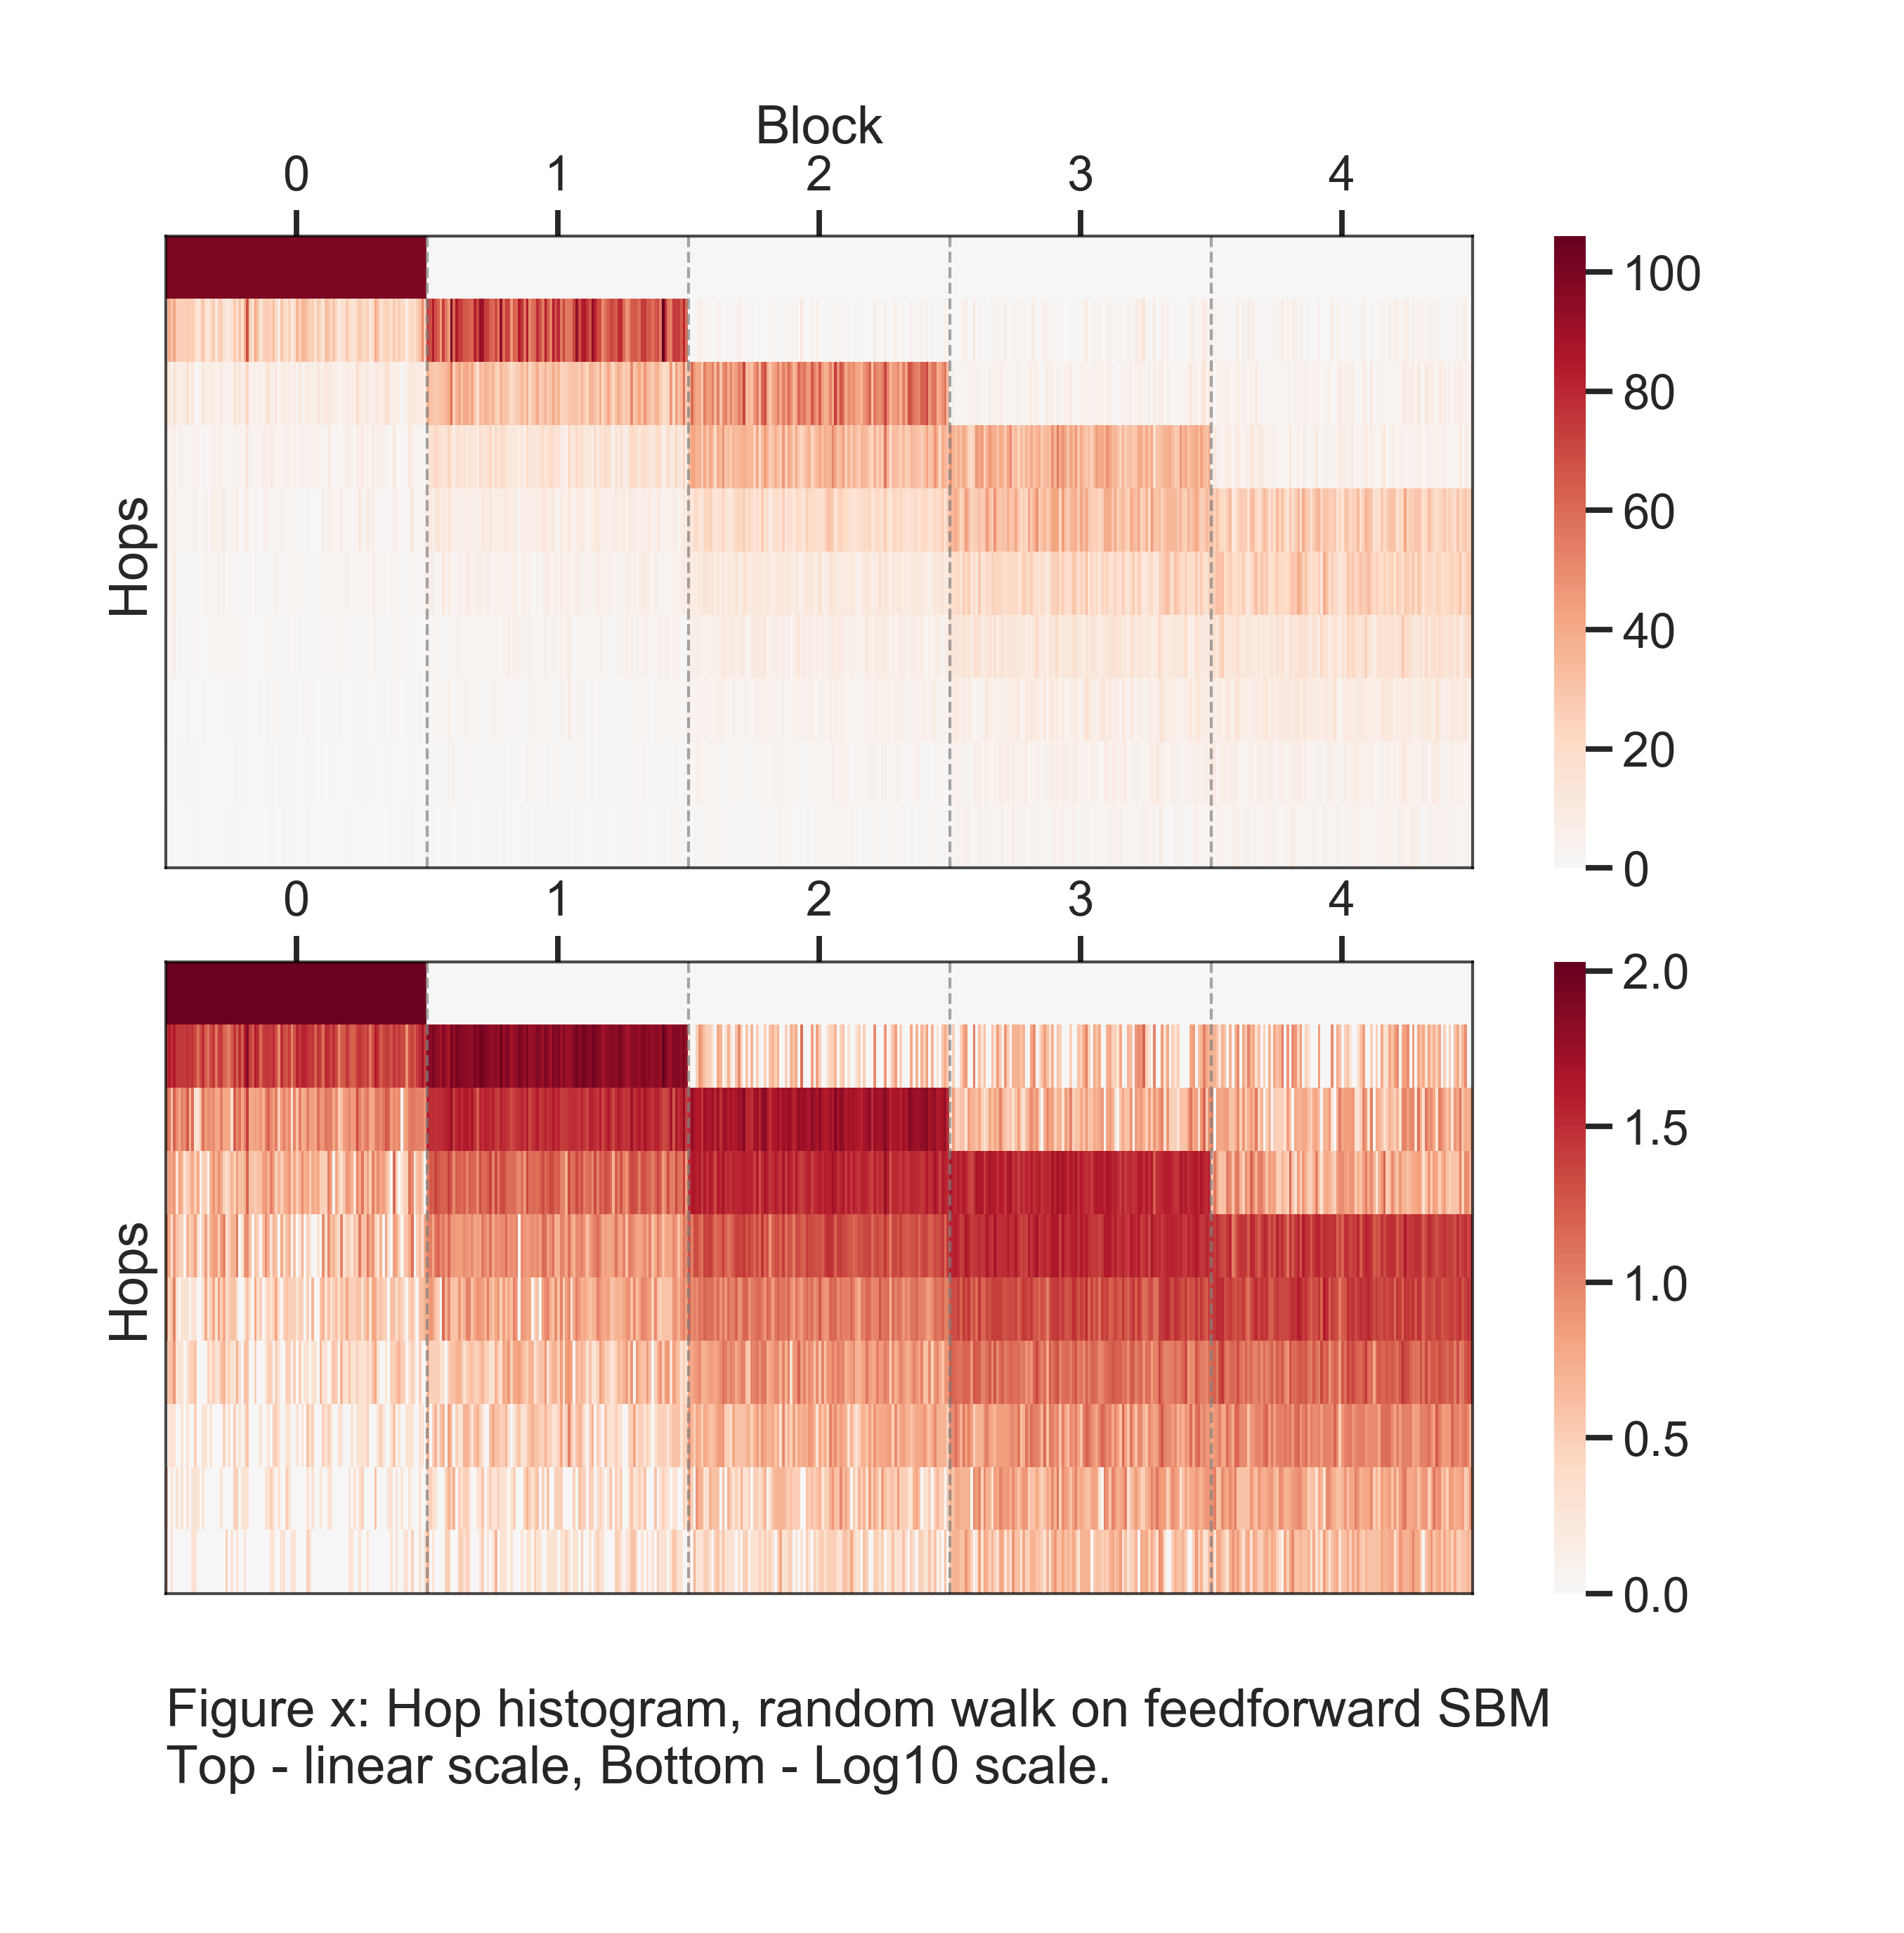 Block
0 1 2 3 4
Hops
100
80
60
40
20
0
0 1 2 3 4
Hops
2.0
1.5
1.0
0.5
0.0
Figure x: Hop histogram, random walk on feedforward SBM
Top - linear scale, Bottom - Log10 scale.